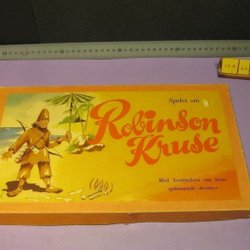 Spelet om
Robinson
Kruse
Med berättelsen om hans
spännande äventyr